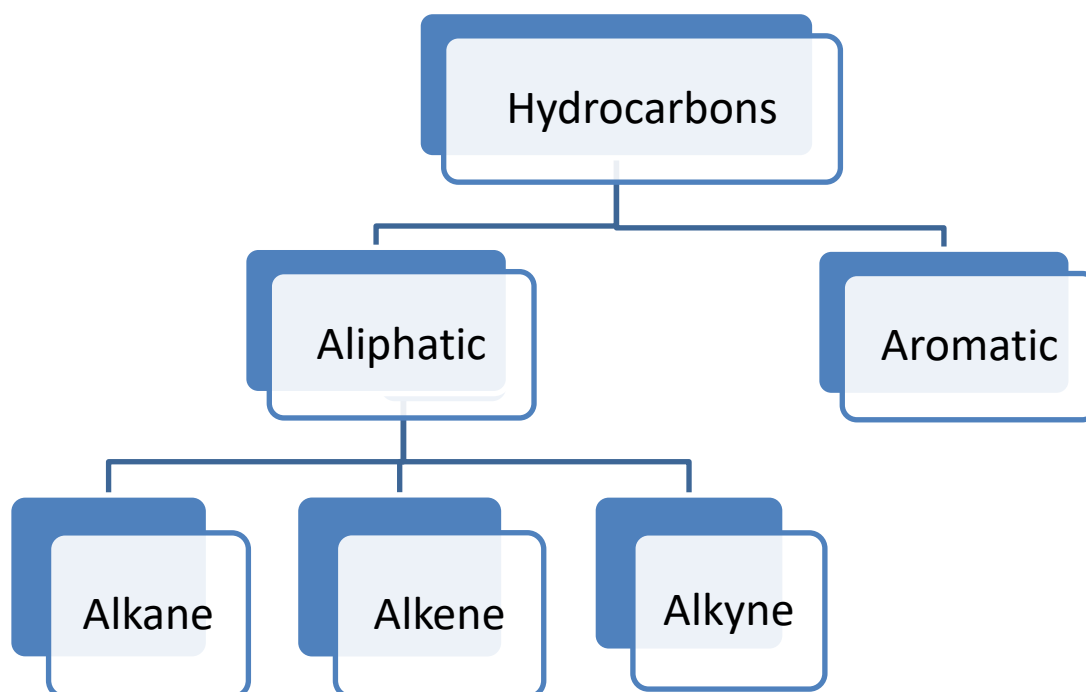 Hydrocarbons
Aliphatic
Aromatic
Alkane
Alkene
Alkyne